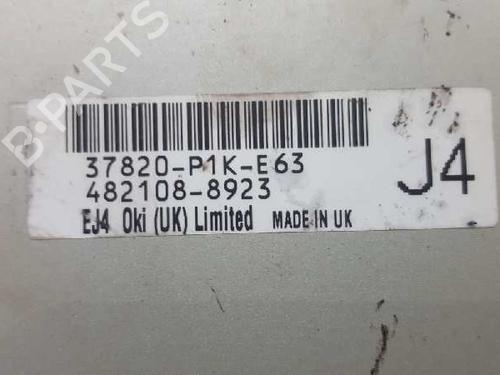 B-PARTS
37820-P1K-E63
482108-8923
J4
EJ4 Oki (UK) Limited MADE IN UK